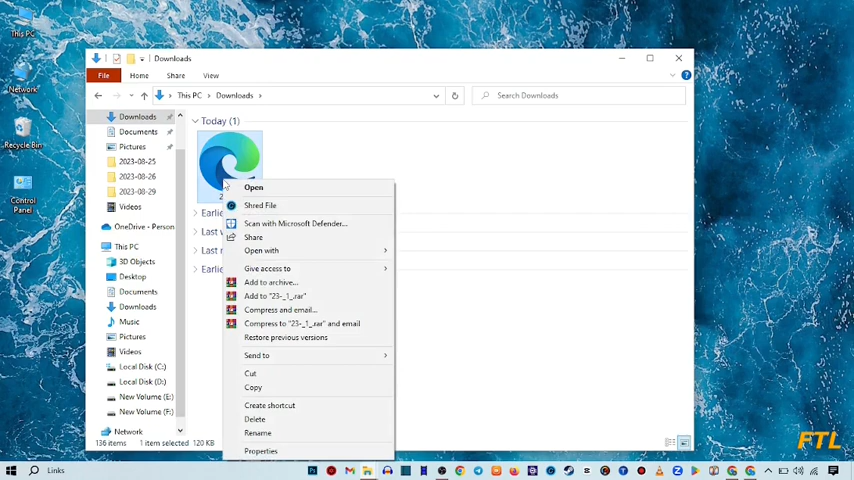 This PC
Network
Recycle Bin
Control
Panel
Downloads
File
Home
Share
View
This PC
Downloads
Search Downloads
Downloads
Documents
Pictures
2023-08-25
2023-08-26
2023-08-29
Videos
OneDrive - Person
This PC
3D Objects
Desktop
Documents
Downloads
Music
Pictures
Videos
Local Disk (C:)
Local Disk (D:)
New Volume (E:)
New Volume (F:)
Network
Today (1)
Earlie
Last w
Last m
Earlie
Open
Shred File
Scan with Microsoft Defender...
Share
Open with
Give access to
Add to archive...
Add to "23-_1_.rar"
Compress and email...
Compress to "23-_1_.rar" and email
Restore previous versions
Send to
Cut
Copy
Create shortcut
Delete
Rename
Properties
136 items
1 item selected
120 KB
FTL
Links